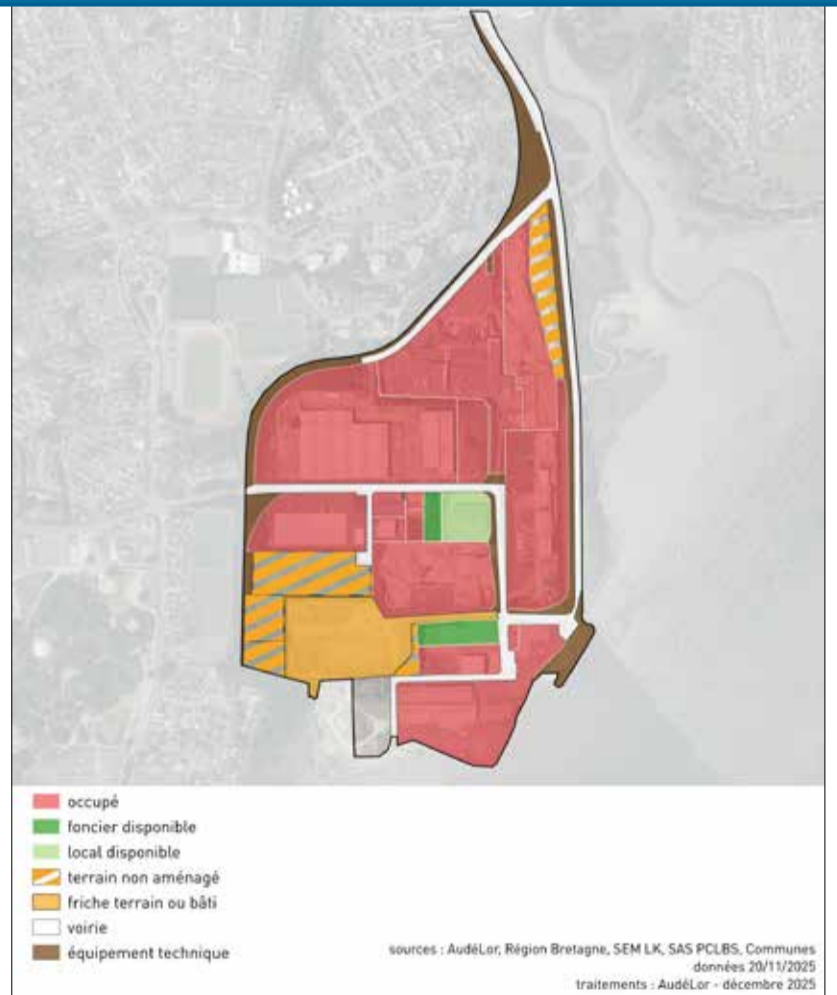 occupé
foncier disponible
local disponible
terrain non aménagé
friche terrain ou bâti
voirie
équipement technique
sources : AudéLor, Région Bretagne, SEM LK, SAS PCLBS, Communes
données 20/11/2025
traitements : AudéLor - décembre 2025